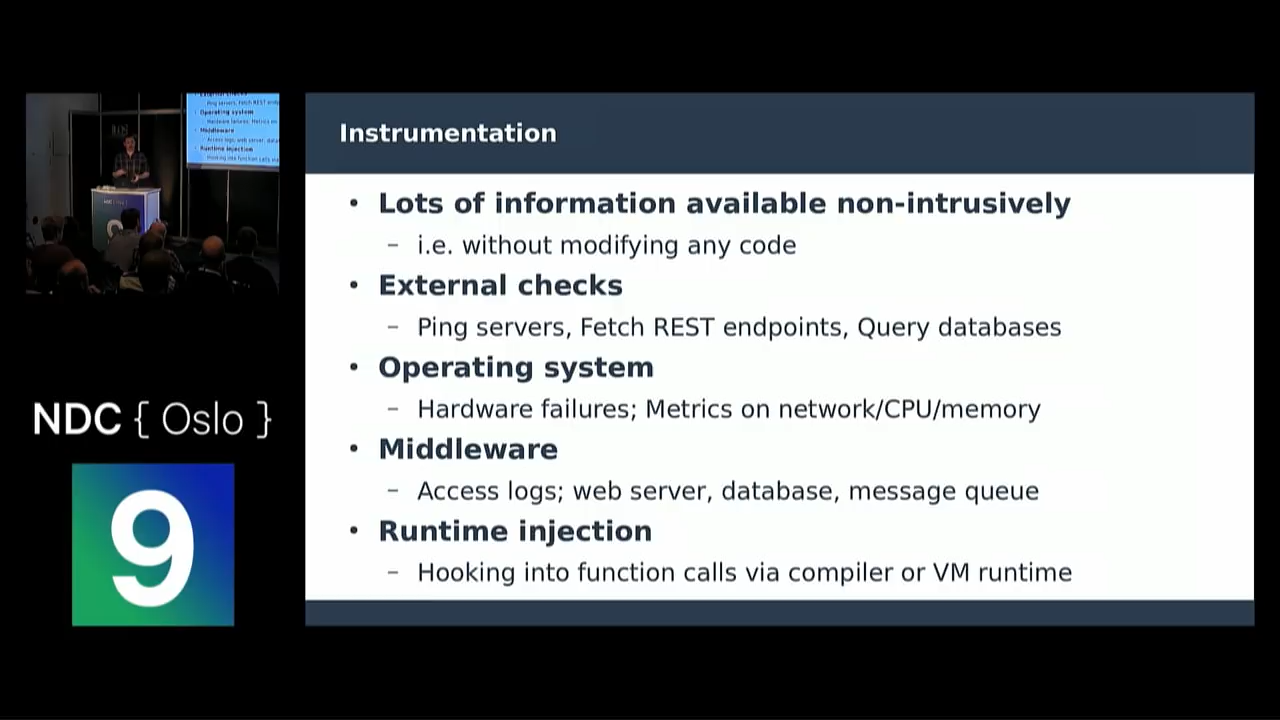 Instrumentation
• Lots of information available non-intrusively
– i.e. without modifying any code
• External checks
– Ping servers, Fetch REST endpoints, Query databases
• Operating system
– Hardware failures; Metrics on network/CPU/memory
• Middleware
– Access logs; web server, database, message queue
• Runtime injection
– Hooking into function calls via compiler or VM runtime
NDC { Oslo }
9